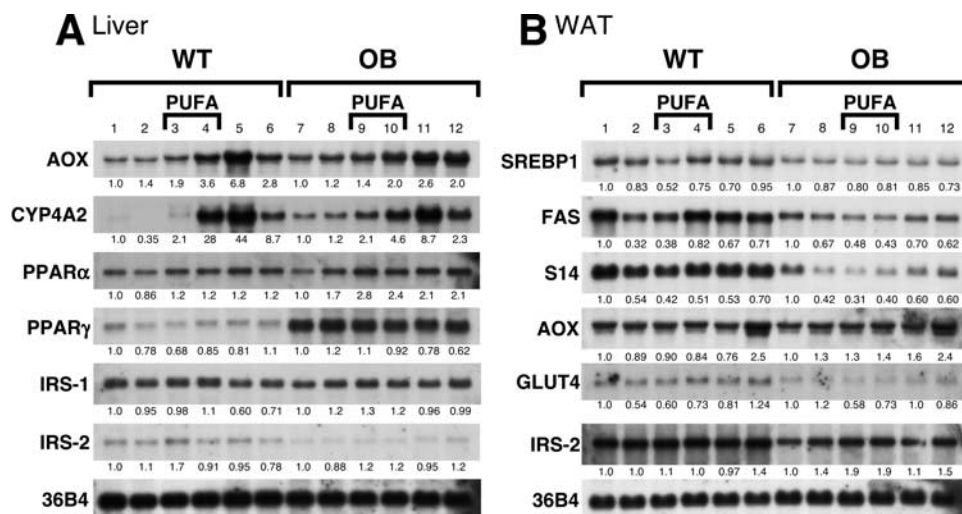 A Liver
WT OB
PUFA PUFA
1 2 3 4 5 6 7 8 9 10 11 12
AOX
1.0 1.4 1.9 3.6 6.8 2.8 1.0 1.2 1.4 2.0 2.6 2.0
CYP4A2
1.0 0.35 2.1 28 44 8.7 1.0 1.2 2.1 4.6 8.7 2.3
PPARα
1.0 0.86 1.2 1.2 1.2 1.2 1.0 1.7 2.8 2.4 2.1 2.1
PPARγ
1.0 0.78 0.68 0.85 0.81 1.1 1.0 1.2 1.1 0.92 0.78 0.62
IRS-1
1.0 0.95 0.98 1.1 0.60 0.71 1.0 1.2 1.3 1.2 0.96 0.99
IRS-2
1.0 1.1 1.7 0.91 0.95 0.78 1.0 0.88 1.2 1.2 0.95 1.2
36B4
B WAT
WT OB
PUFA PUFA
1 2 3 4 5 6 7 8 9 10 11 12
SREBP1
1.0 0.83 0.52 0.75 0.70 0.95 1.0 0.87 0.80 0.81 0.85 0.73
FAS
1.0 0.32 0.38 0.82 0.67 0.71 1.0 0.67 0.48 0.43 0.70 0.62
S14
1.0 0.54 0.42 0.51 0.53 0.70 1.0 0.42 0.31 0.40 0.60 0.60
AOX
1.0 0.89 0.90 0.84 0.76 2.5 1.0 1.3 1.3 1.4 1.6 2.4
GLUT4
1.0 0.54 0.60 0.73 0.81 1.24 1.0 1.2 0.58 0.73 1.0 0.86
IRS-2
1.0 1.0 1.1 1.0 0.97 1.4 1.0 1.4 1.9 1.9 1.1 1.5
36B4